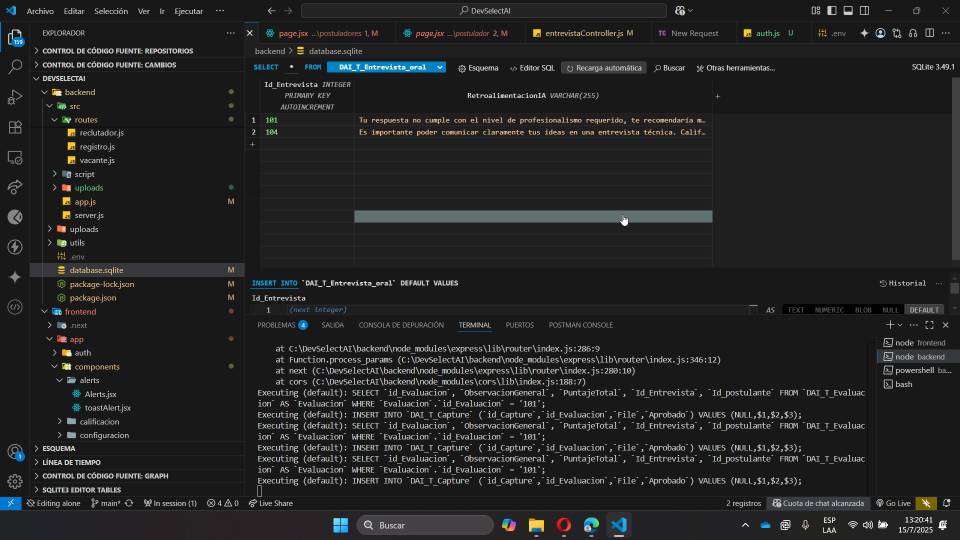 Archivo Editar Selección Ver Ir Ejecutar ··· DevSelectAI
EXPLORADOR ···
page.jsx ...\postuladores 1, M page.jsx ...\postulador 2, M entrevistaController.js M New Request auth.js U .env ···
CONTROL DE CÓDIGO FUENTE: REPOSITORIOS
CONTROL DE CÓDIGO FUENTE: CAMBIOS
DEVSELECTAI
backend
src
routes
reclutador.js
registro.js
vacante.js
script
uploads
app.js M
server.js
uploads
utils
.env
database.sqlite M
package-lock.json M
package.json M
frontend
.next
app
auth
components
alerts
Alerts.jsx
toastAlert.jsx
calificacion
configuracion
ESQUEMA
LÍNEA DE TIEMPO
CONTROL DE CÓDIGO FUENTE: GRAPH
SQLITE3 EDITOR TABLES
backend > database.sqlite
SELECT * FROM DAI_T_Entrevista_oral Esquema Editor SQL Recarga automática Buscar Otras herramientas... SQLite 3.49.1
Id_Entrevista INTEGER
PRIMARY KEY
AUTOINCREMENT
RetroalimentacionIA VARCHAR(255) +
1 101 Tu respuesta no cumple con el nivel de profesionalismo requerido, te recomendaría m…
2 104 Es importante poder comunicar claramente tus ideas en una entrevista técnica. Calif…
+
INSERT INTO `DAI_T_Entrevista_oral` DEFAULT VALUES Historial ···
Id_Entrevista
1 (next integer) AS TEXT NUMERIC BLOB NULL DEFAULT
PROBLEMAS 4 SALIDA CONSOLA DE DEPURACIÓN TERMINAL PUERTOS POSTMAN CONSOLE
at C:\DevSelectAI\backend\node_modules\express\lib\router\index.js:286:9
at Function.process_params (C:\DevSelectAI\backend\node_modules\express\lib\router\index.js:346:12)
at next (C:\DevSelectAI\backend\node_modules\express\lib\router\index.js:280:10)
at cors (C:\DevSelectAI\backend\node_modules\cors\lib\index.js:188:7)
Executing (default): SELECT `id_Evaluacion`, `ObservacionGeneral`, `PuntajeTotal`, `Id_Entrevista`, `Id_postulante` FROM `DAI_T_Evaluac
ion` AS `Evaluacion` WHERE `Evaluacion`.`id_Evaluacion` = '101';
Executing (default): INSERT INTO `DAI_T_Capture` (`id_Capture`,`id_Evaluacion`,`File`,`Aprobado`) VALUES (NULL,$1,$2,$3);
Executing (default): SELECT `id_Evaluacion`, `ObservacionGeneral`, `PuntajeTotal`, `Id_Entrevista`, `Id_postulante` FROM `DAI_T_Evaluac
ion` AS `Evaluacion` WHERE `Evaluacion`.`id_Evaluacion` = '101';
Executing (default): INSERT INTO `DAI_T_Capture` (`id_Capture`,`id_Evaluacion`,`File`,`Aprobado`) VALUES (NULL,$1,$2,$3);
Executing (default): SELECT `id_Evaluacion`, `ObservacionGeneral`, `PuntajeTotal`, `Id_Entrevista`, `Id_postulante` FROM `DAI_T_Evaluac
ion` AS `Evaluacion` WHERE `Evaluacion`.`id_Evaluacion` = '101';
Executing (default): INSERT INTO `DAI_T_Capture` (`id_Capture`,`id_Evaluacion`,`File`,`Aprobado`) VALUES (NULL,$1,$2,$3);
node frontend
node backend
powershell ba...
bash
Editing alone main* In session (1) 4 0 Live Share 2 registros Cuota de chat alcanzada Go Live
Buscar
ESP
LAA
13:20:41
15/7/2025